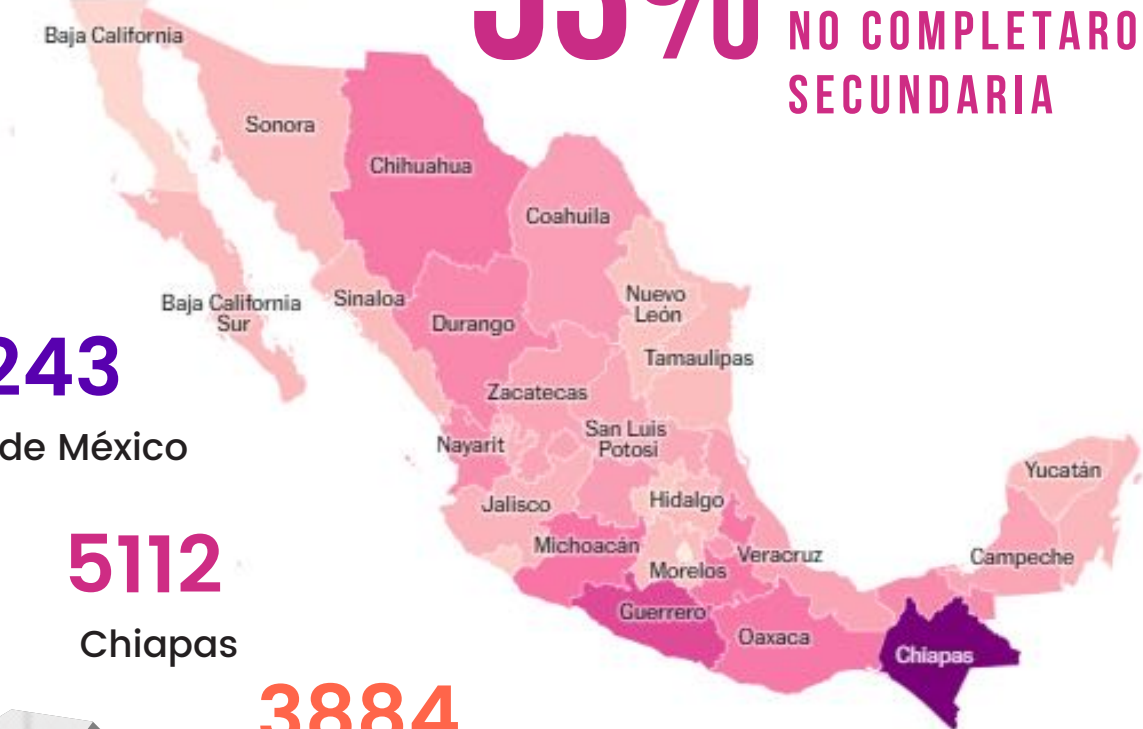 NO COMPLETARO
SECUNDARIA
Baja California
Sonora
Chihuahua
Coahuila
Baja California
Sur
Sinaloa
Durango
Nuevo
León
Tamaulipas
243
de México
Zacatecas
San Luis
Potosí
Nayarit
Yucatán
Jalisco
Hidalgo
5112
Chiapas
Michoacán
Veracruz
Campeche
Morelos
Guerrero
Oaxaca
Chiapas
3884